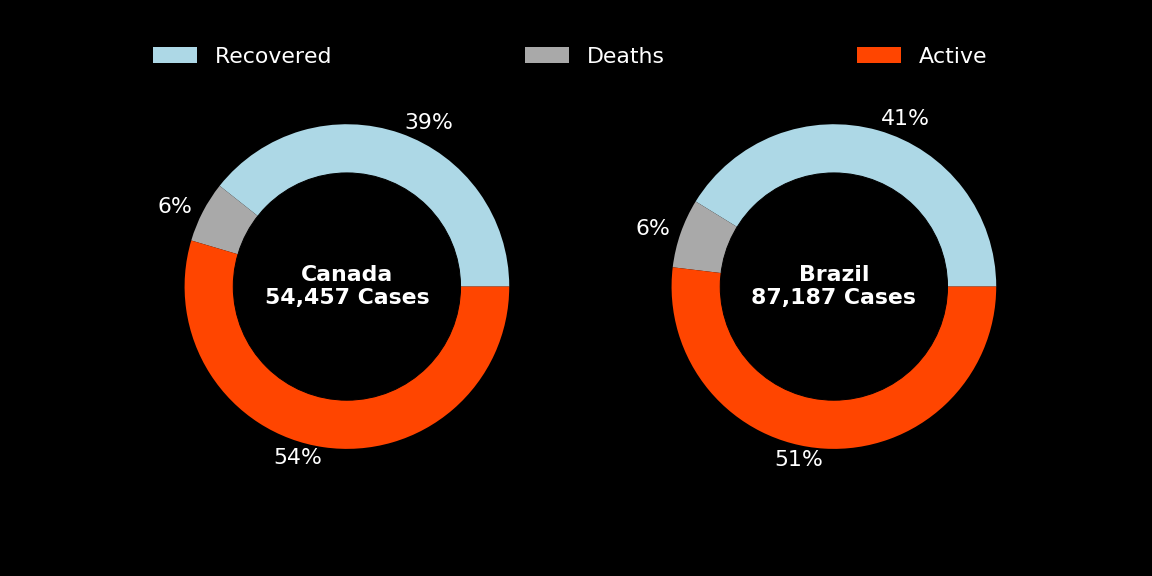 Recovered
Deaths
Active
39%
6%
Canada
54,457 Cases
54%
41%
6%
Brazil
87,187 Cases
51%